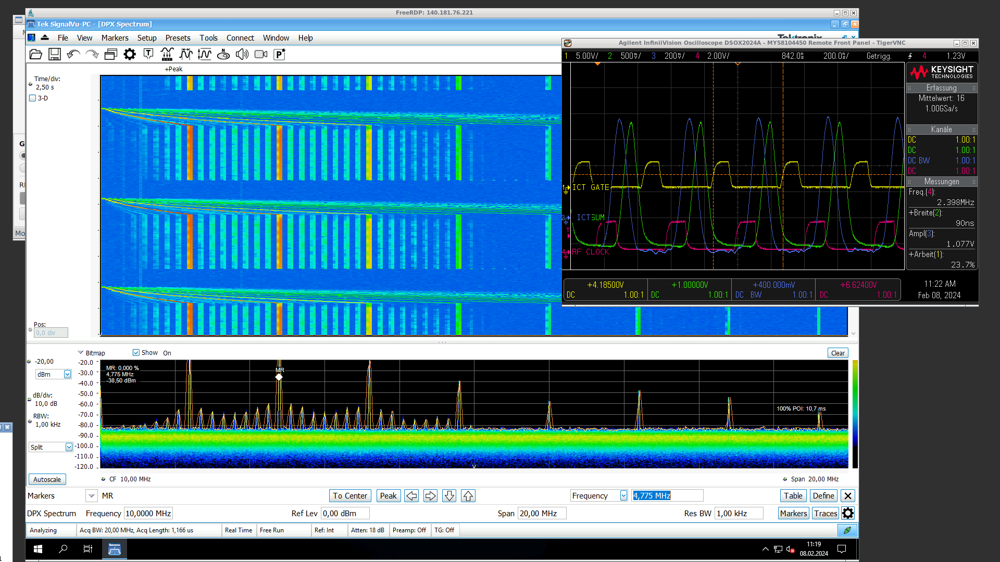 FreeRDP: 140.181.76.221
Tek SignalVu-PC - [DPX Spectrum]
File View Markers Setup Presets Tools Connect Window Help
+Peak
Time/div:
2,50 s
3-D
Pos:
0,0 div
Agilent InfiniiVision Oscilloscope DSOX2024A - MY58104450 Remote Front Panel - TigerVNC
1 5.00V/ 2 500mV/ 3 200mV/ 4 2.00V/ 842.0ns 200.0ns/ Getrigg. 4 1.23V
KEYSIGHT
TECHNOLOGIES
Erfassung
Mittelwert: 16
1.00GSa/s
Kanäle
DC 1.00:1
DC 1.00:1
DC BW 1.00:1
DC 1.00:1
Messungen
Freq.(4):
2.398MHz
+Breite(2):
90ns
Ampl(3):
1.077V
+Arbeit(1):
23.7%
ICT GATE
RF CLOCK
+4.18500V +1.00000V +400.000mV +6.62400V
DC 1.00:1 DC 1.00:1 DC BW 1.00:1 DC 1.00:1
11:22 AM
Feb 08, 2024
Bitmap Show On Clear
-20,00
dBm
dB/div:
10,0 dB
RBW:
1,00 kHz
Split
Autoscale
-20.0
-30.0
-40.0
-50.0
-60.0
-70.0
-80.0
-90.0
-100.0
-110.0
-120.0
MR: 0,000 %
4,775 MHz
-38,50 dBm
MR
100% POI: 10,7 ms
CF 10,00 MHz Span 20,00 MHz
Markers MR To Center Peak Frequency 4,775 MHz Table Define
DPX Spectrum Frequency 10,0000 MHz Ref Lev 0,00 dBm Span 20,00 MHz Res BW 1,00 kHz Markers Traces
Analyzing Acq BW: 20,00 MHz, Acq Length: 1,166 us Real Time Free Run Ref: Int Atten: 18 dB Preamp: Off TG: Off
11:19
08.02.2024